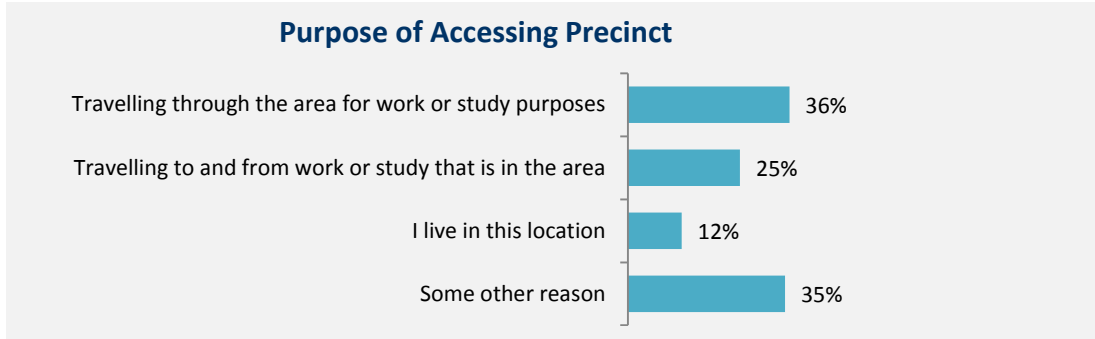 Purpose of Accessing Precinct
Travelling through the area for work or study purposes 36%
Travelling to and from work or study that is in the area 25%
I live in this location 12%
Some other reason 35%